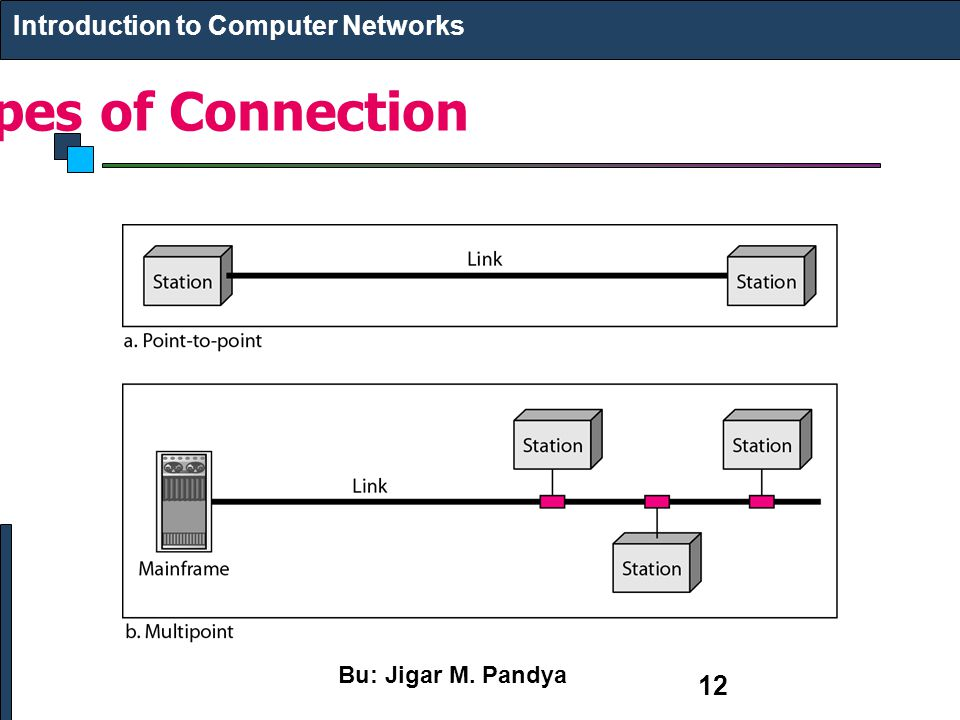 Introduction to Computer Networks
pes of Connection
Link
Station Station
a. Point-to-point
Station Station
Link
Mainframe Station
b. Multipoint
Bu: Jigar M. Pandya
12